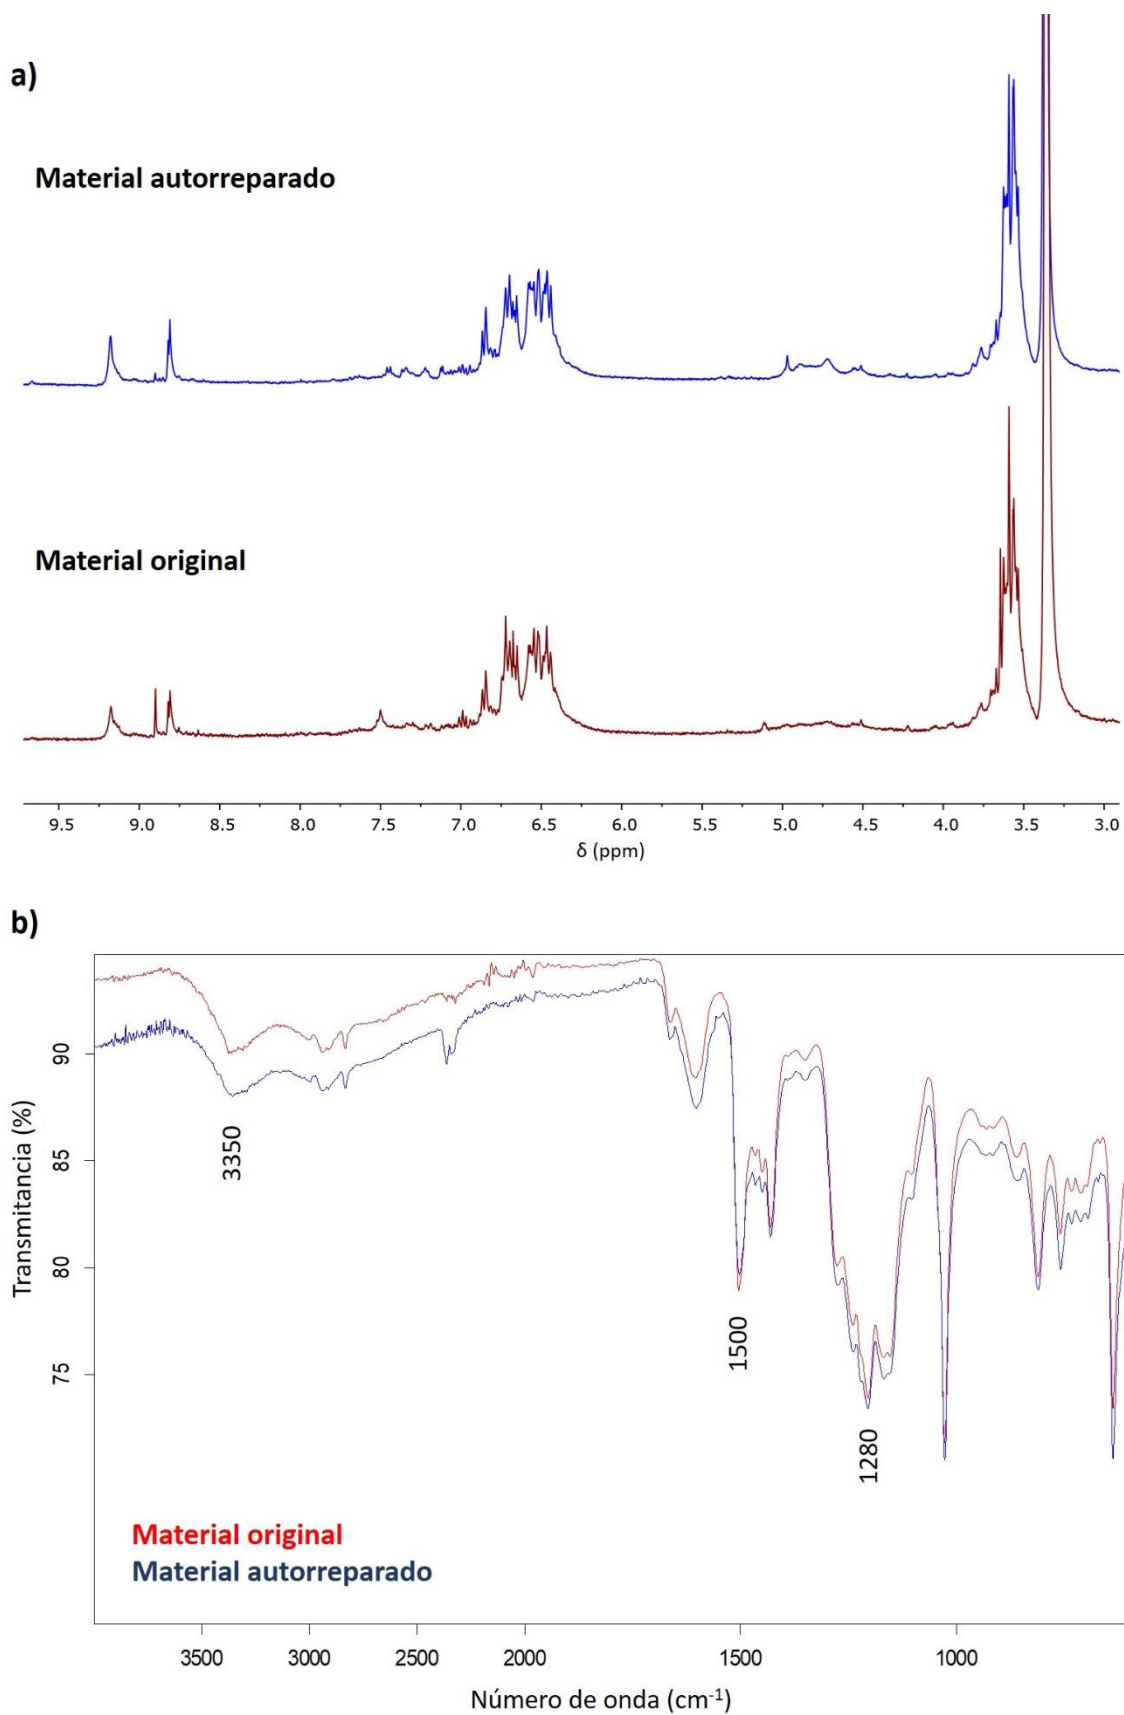 a)
Material autorreparado
Material original
9.5 9.0 8.5 8.0 7.5 7.0 6.5 6.0 5.5 5.0 4.5 4.0 3.5 3.0
δ (ppm)
b)
Transmitancia (%)
90
85
80
75
3350
1500
1280
Material original
Material autorreparado
3500 3000 2500 2000 1500 1000
Número de onda (cm⁻¹)